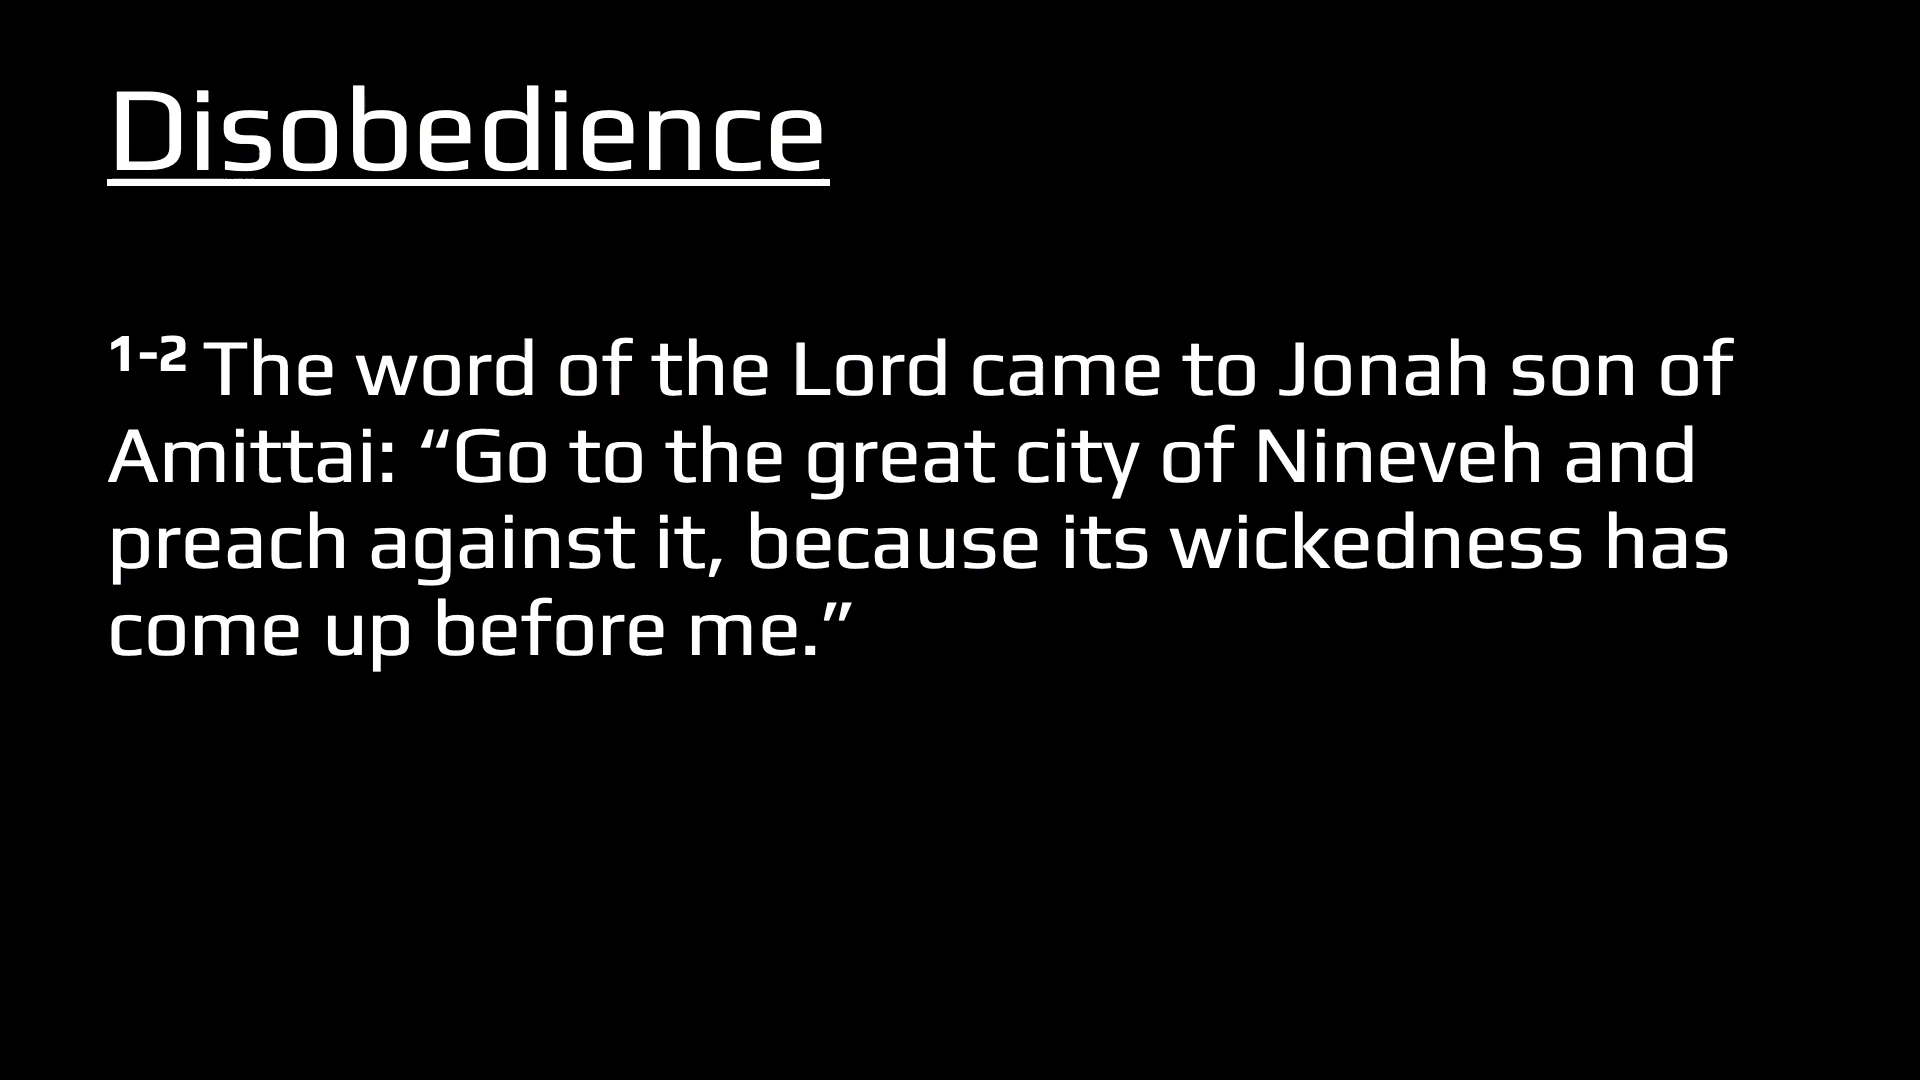 Disobedience
1-2 The word of the Lord came to Jonah son of
Amittai: “Go to the great city of Nineveh and
preach against it, because its wickedness has
come up before me.”